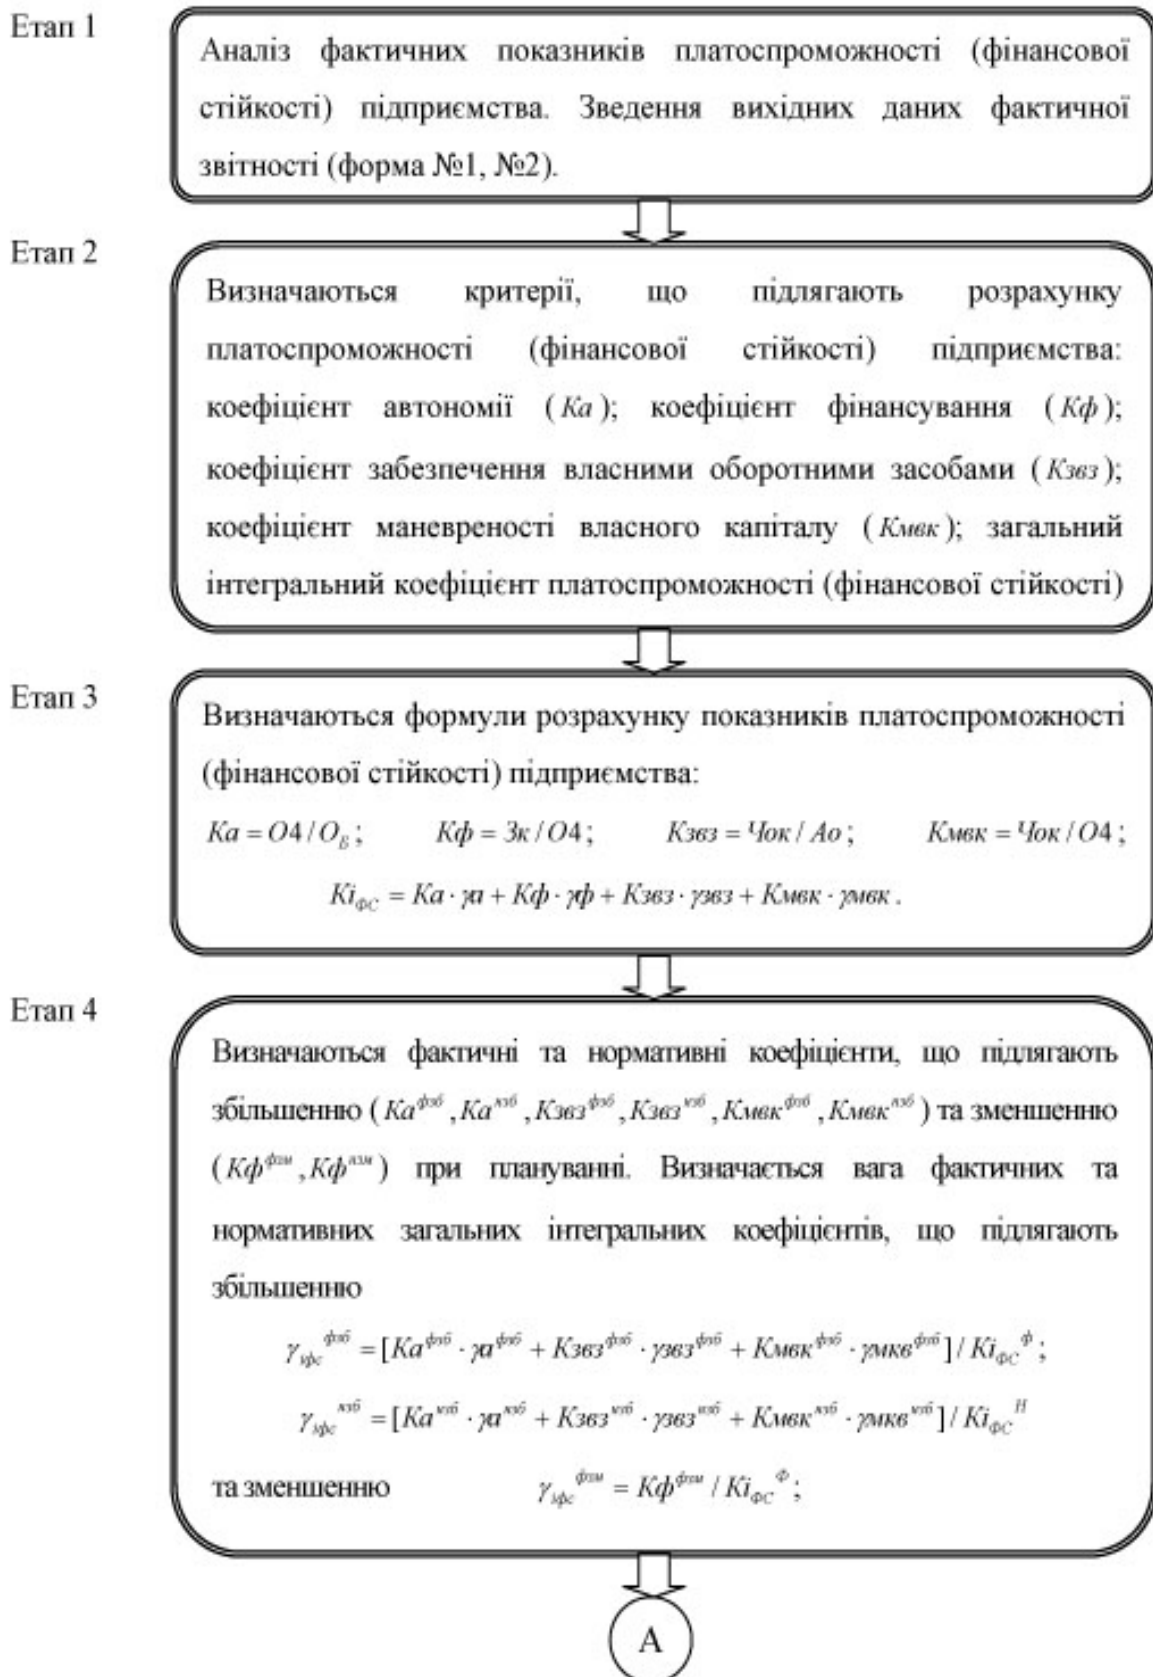 Етап 1
Аналіз фактичних показників платоспроможності (фінансової
стійкості) підприємства. Зведення вихідних даних фактичної
звітності (форма №1, №2).
Етап 2
Визначаються критерії, що підлягають розрахунку
платоспроможності (фінансової стійкості) підприємства:
коефіцієнт автономії (Ка); коефіцієнт фінансування (Кф);
коефіцієнт забезпечення власними оборотними засобами (Кзвз);
коефіцієнт маневреності власного капіталу (Кмвк); загальний
інтегральний коефіцієнт платоспроможності (фінансової стійкості)
Етап 3
Визначаються формули розрахунку показників платоспроможності
(фінансової стійкості) підприємства:
Ка = О4 / О_Б; Кф = Зк / О4; Кзвз = Чок / Ао; Кмвк = Чок / О4;
Кі_ФС = Ка · γа + Кф · γф + Кзвз · γзвз + Кмвк · γмвк.
Етап 4
Визначаються фактичні та нормативні коефіцієнти, що підлягають
збільшенню (Ка^фзб, Ка^нзб, Кзвз^фзб, Кзвз^нзб, Кмвк^фзб, Кмвк^нзб) та зменшенню
(Кф^фзм, Кф^нзм) при плануванні. Визначається вага фактичних та
нормативних загальних інтегральних коефіцієнтів, що підлягають
збільшенню
γ_іфс^фзб = [Ка^фзб · γа^фзб + Кзвз^фзб · γзвз^фзб + Кмвк^фзб · γмкв^фзб] / Кі_ФС^ф;
γ_іфс^нзб = [Ка^нзб · γа^нзб + Кзвз^нзб · γзвз^нзб + Кмвк^нзб · γмкв^нзб] / Кі_ФС^Н
та зменшенню γ_іфс^фзм = Кф^фзм / Кі_ФС^Ф;
А